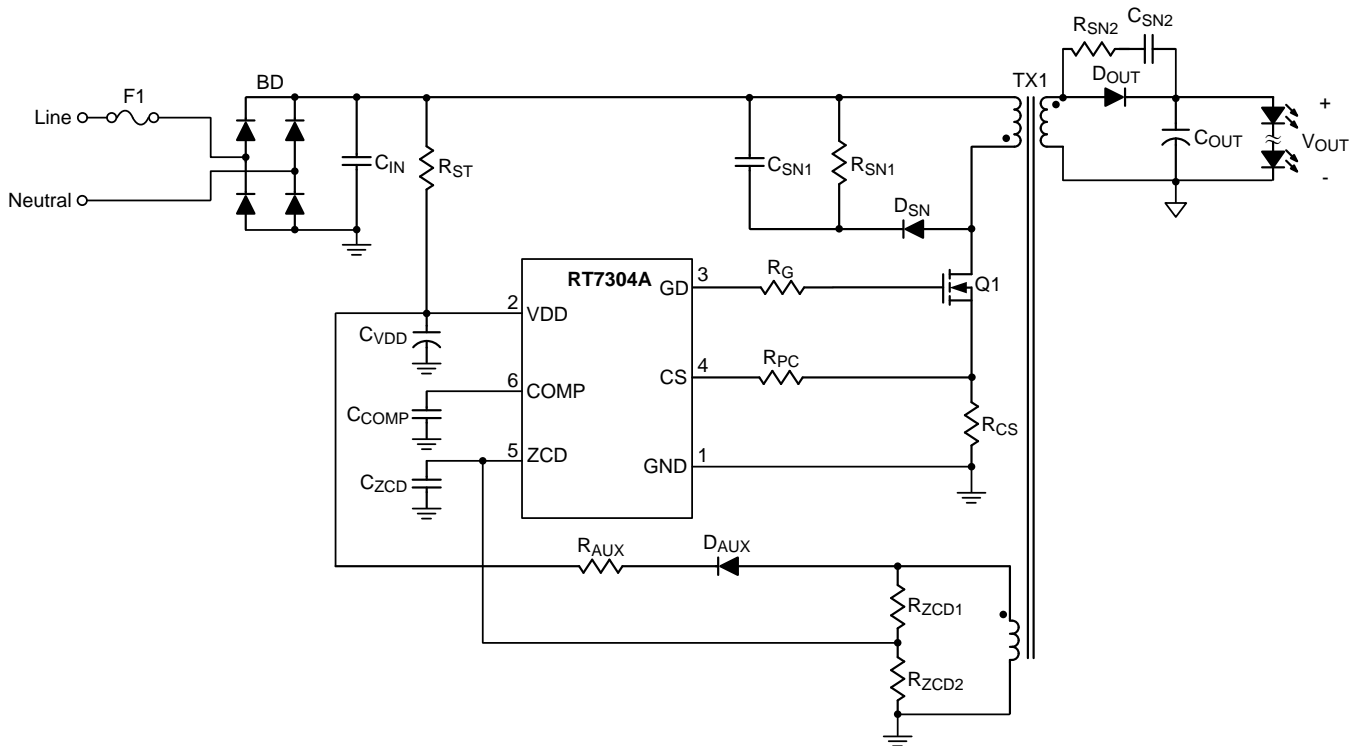 RSN2
CSN2
BD
TX1
DOUT
F1
Line
+
CIN
RST
CSN1
RSN1
COUT
VOUT
Neutral
-
DSN
RT7304A
3
RG
GD
Q1
2
VDD
CVDD
RPC
4
CS
6
COMP
CCOMP
RCS
5
ZCD
1
GND
CZCD
RAUX
DAUX
RZCD1
RZCD2